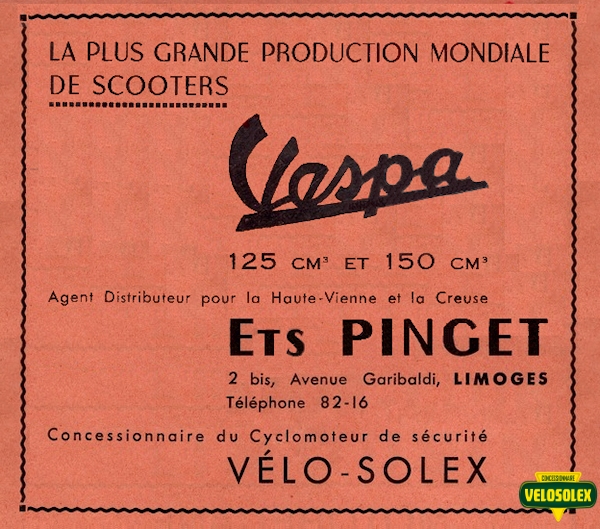 LA PLUS GRANDE PRODUCTION MONDIALE
DE SCOOTERS
Vespa
125 CM³ ET 150 CM³
Agent Distributeur pour la Haute-Vienne et la Creuse
ETS PINGET
2 bis, Avenue Garibaldi, LIMOGES
Téléphone 82-16
Concessionnaire du Cyclomoteur de sécurité
VÉLO-SOLEX
CONCESSIONNAIRE
VELOSOLEX